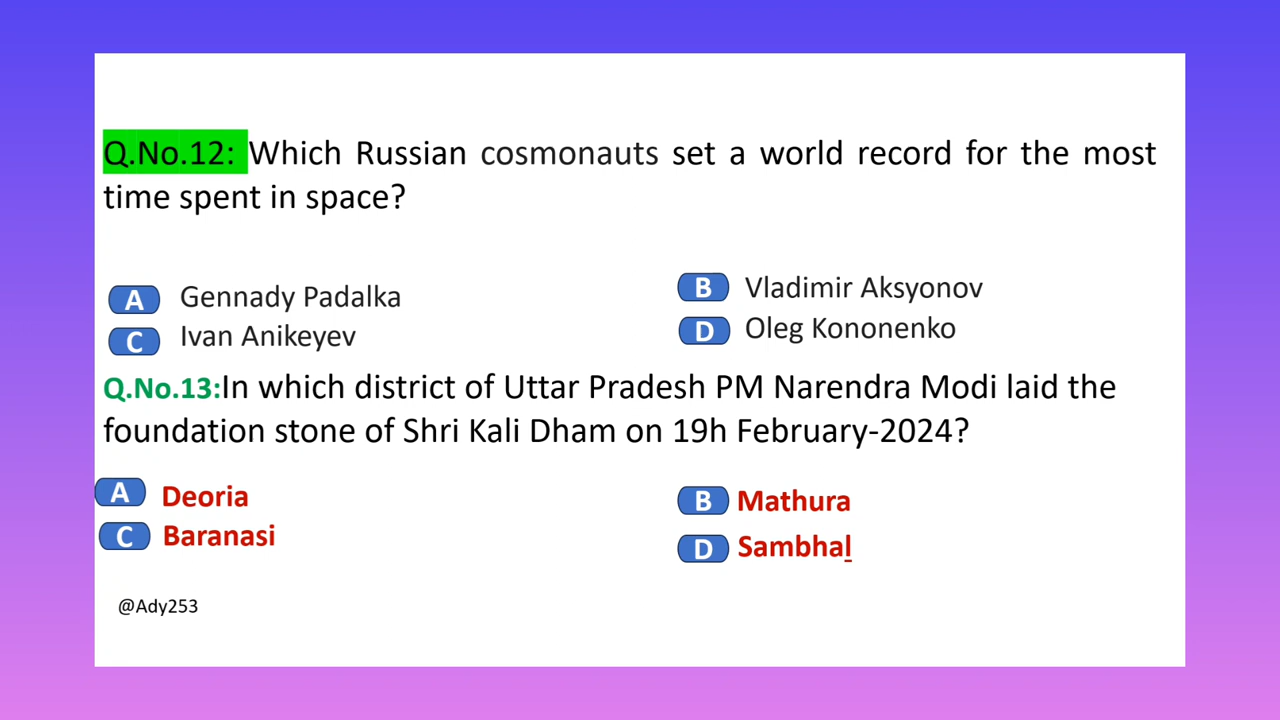 Q.No.12: Which Russian cosmonauts set a world record for the most
time spent in space?
A Gennady Padalka
B Vladimir Aksyonov
C Ivan Anikeyev
D Oleg Kononenko
Q.No.13:In which district of Uttar Pradesh PM Narendra Modi laid the
foundation stone of Shri Kali Dham on 19h February-2024?
A Deoria
B Mathura
C Baranasi
D Sambhal
@Ady253